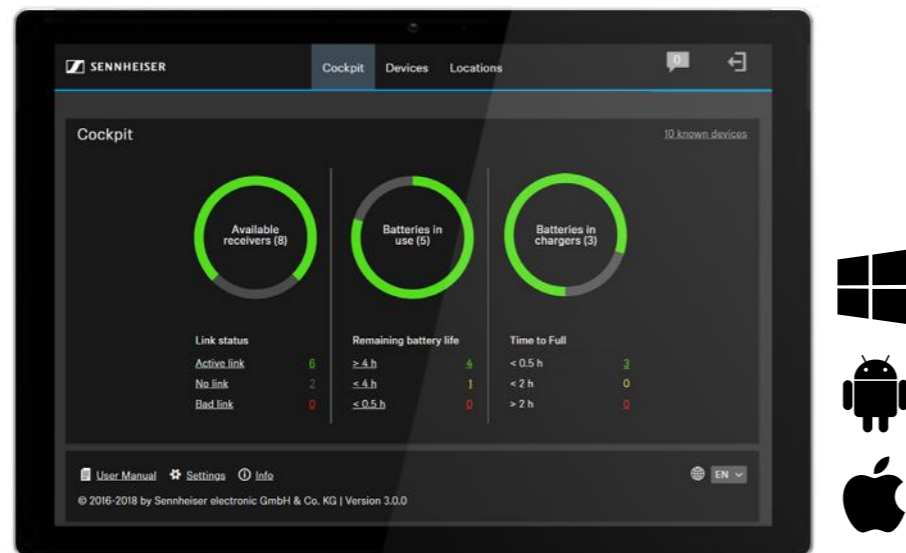 SENNHEISER
Cockpit Devices Locations
0
Cockpit
10 known devices
Available
receivers (8)
Batteries in
use (5)
Batteries in
chargers (3)
Link status
Active link 6
No link 2
Bad link 0
Remaining battery life
> 4 h 4
< 4 h 1
< 0.5 h 0
Time to Full
< 0.5 h 3
< 2 h 0
> 2 h 0
User Manual Settings Info
EN
© 2016-2018 by Sennheiser electronic GmbH & Co. KG | Version 3.0.0